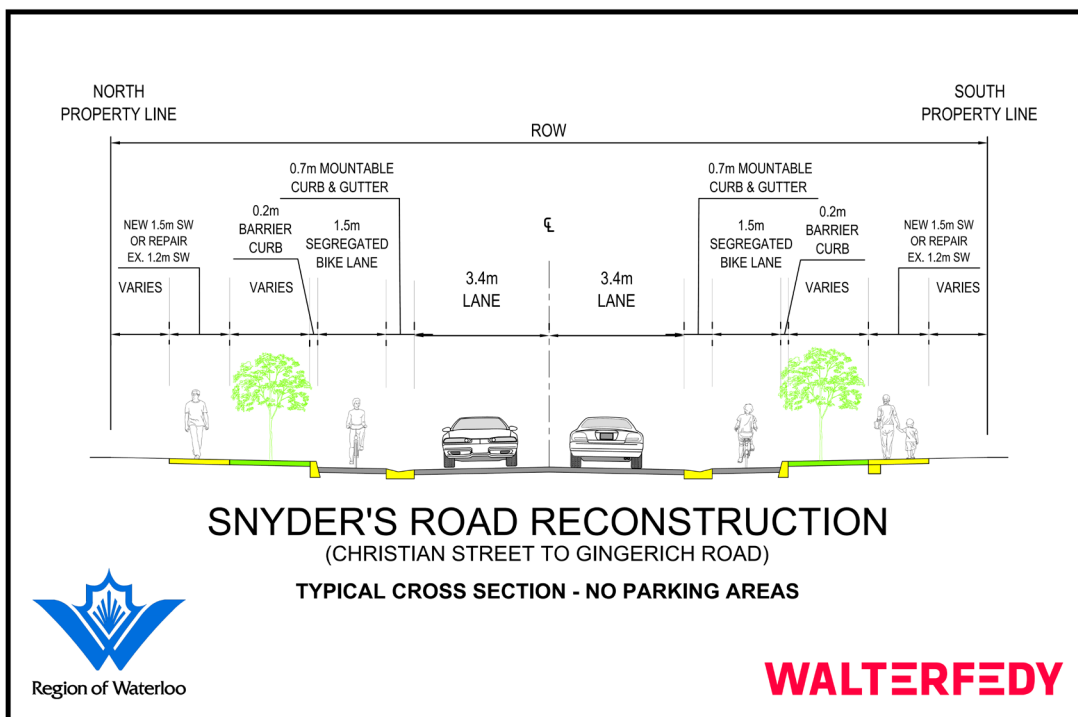 NORTH
PROPERTY LINE
SOUTH
PROPERTY LINE
ROW
0.7m MOUNTABLE
CURB & GUTTER
0.7m MOUNTABLE
CURB & GUTTER
NEW 1.5m SW
OR REPAIR
EX. 1.2m SW
0.2m
BARRIER
CURB
1.5m
SEGREGATED
BIKE LANE
℄
1.5m
SEGREGATED
BIKE LANE
0.2m
BARRIER
CURB
NEW 1.5m SW
OR REPAIR
EX. 1.2m SW
VARIES
VARIES
3.4m
LANE
3.4m
LANE
VARIES
VARIES
SNYDER'S ROAD RECONSTRUCTION
(CHRISTIAN STREET TO GINGERICH ROAD)
TYPICAL CROSS SECTION - NO PARKING AREAS
Region of Waterloo
WALTERFEDY